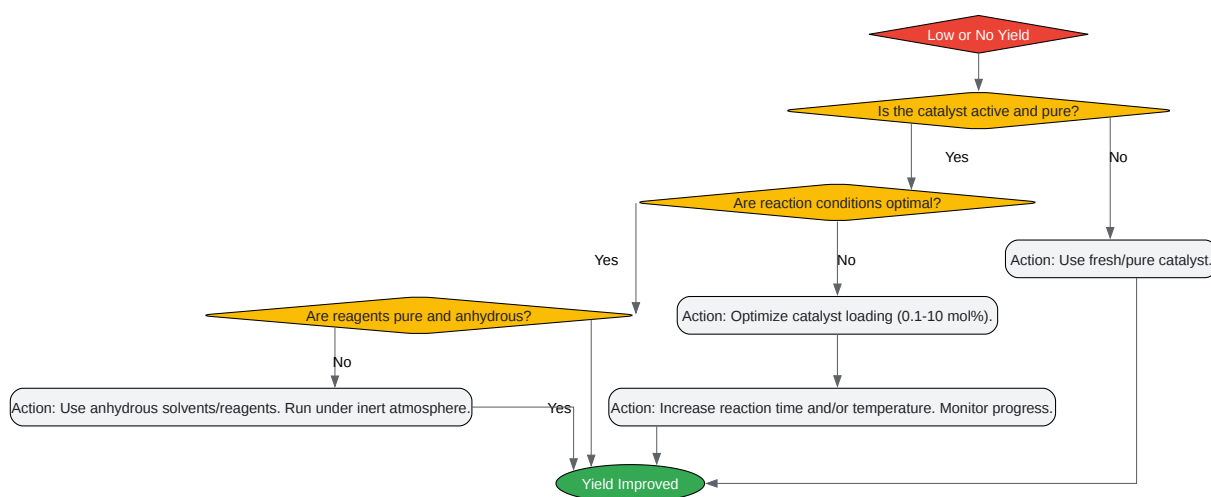 Low or No Yield
Is the catalyst active and pure?
Yes
No
Are reaction conditions optimal?
Yes
No
Action: Use fresh/pure catalyst.
Are reagents pure and anhydrous?
Action: Optimize catalyst loading (0.1-10 mol%).
No
Action: Use anhydrous solvents/reagents. Run under inert atmosphere.
Yes
Action: Increase reaction time and/or temperature. Monitor progress.
Yield Improved